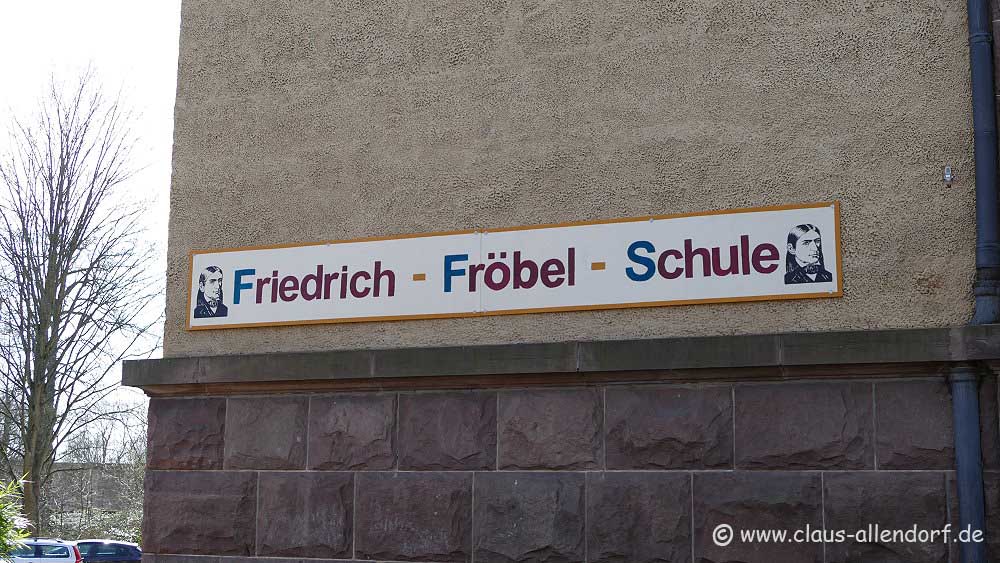 Friedrich - Fröbel - Schule
© www.claus-allendorf.de